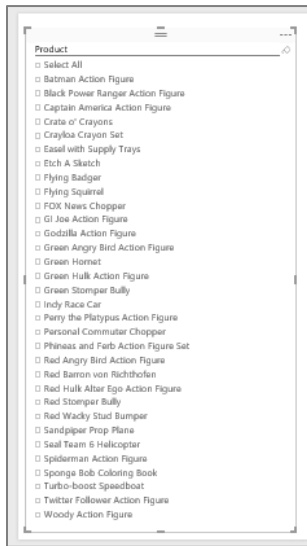 Product
Select All
Batman Action Figure
Black Power Ranger Action Figure
Captain America Action Figure
Crate o' Crayons
Crayloa Crayon Set
Easel with Supply Trays
Etch A Sketch
Flying Badger
Flying Squirrel
FOX News Chopper
GI Joe Action Figure
Godzilla Action Figure
Green Angry Bird Action Figure
Green Hornet
Green Hulk Action Figure
Green Stomper Bully
Indy Race Car
Perry the Platypus Action Figure
Personal Commuter Chopper
Phineas and Ferb Action Figure Set
Red Angry Bird Action Figure
Red Barron von Richthofen
Red Hulk Alter Ego Action Figure
Red Stomper Bully
Red Wacky Stud Bumper
Sandpiper Prop Plane
Seal Team 6 Helicopter
Spiderman Action Figure
Sponge Bob Coloring Book
Turbo-boost Speedboat
Twitter Follower Action Figure
Woody Action Figure